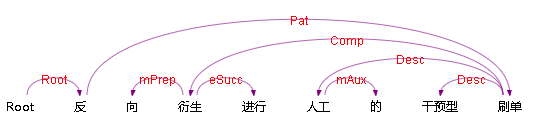 Pat
Comp
Desc
Root mPrep eSucc mAux Desc
Root 反 向 衍生 进行 人工 的 干预型 刷单